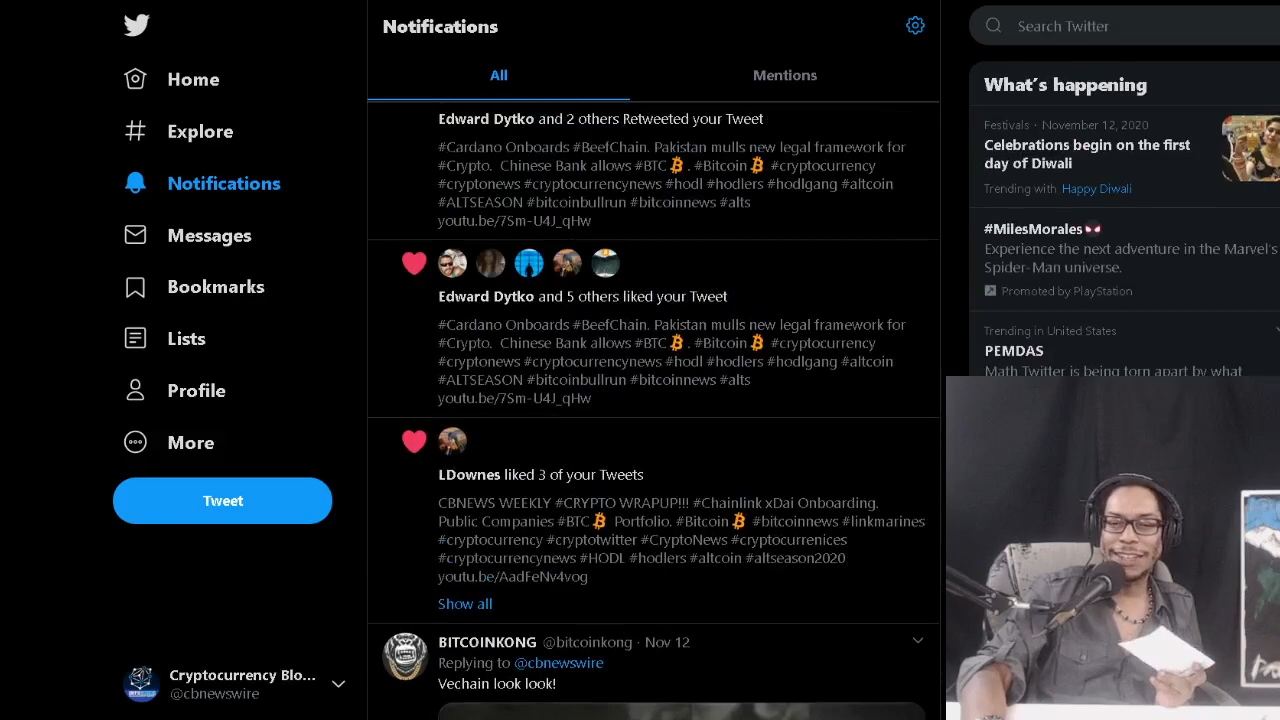 Home
Explore
Notifications
Messages
Bookmarks
Lists
Profile
More
Tweet
Cryptocurrency Blo...
@cbnewswire
Notifications
All
Mentions
Edward Dytko and 2 others Retweeted your Tweet
#Cardano Onboards #BeefChain. Pakistan mulls new legal framework for
#Crypto. Chinese Bank allows #BTC. #Bitcoin #cryptocurrency
#cryptonews #cryptocurrencynews #hodl #hodlers #hodlgang #altcoin
#ALTSEASON #bitcoinbullrun #bitcoinnews #alts
youtu.be/7Sm-U4J_qHw
Edward Dytko and 5 others liked your Tweet
#Cardano Onboards #BeefChain. Pakistan mulls new legal framework for
#Crypto. Chinese Bank allows #BTC. #Bitcoin #cryptocurrency
#cryptonews #cryptocurrencynews #hodl #hodlers #hodlgang #altcoin
#ALTSEASON #bitcoinbullrun #bitcoinnews #alts
youtu.be/7Sm-U4J_qHw
LDownes liked 3 of your Tweets
CBNEWS WEEKLY #CRYPTO WRAPUP!!! #Chainlink xDai Onboarding.
Public Companies #BTC Portfolio. #Bitcoin #bitcoinnews #linkmarines
#cryptocurrency #cryptotwitter #CryptoNews #cryptocurrenices
#cryptocurrencynews #HODL #hodlers #altcoin #altseason2020
youtu.be/AadFeNv4vog
Show all
BITCOINKONG @bitcoinkong · Nov 12
Replying to @cbnewswire
Vechain look look!
Search Twitter
What's happening
Festivals · November 12, 2020
Celebrations begin on the first
day of Diwali
Trending with Happy Diwali
#MilesMorales
Experience the next adventure in the Marvel's
Spider-Man universe.
Promoted by PlayStation
Trending in United States
PEMDAS
Math Twitter is being torn apart by what